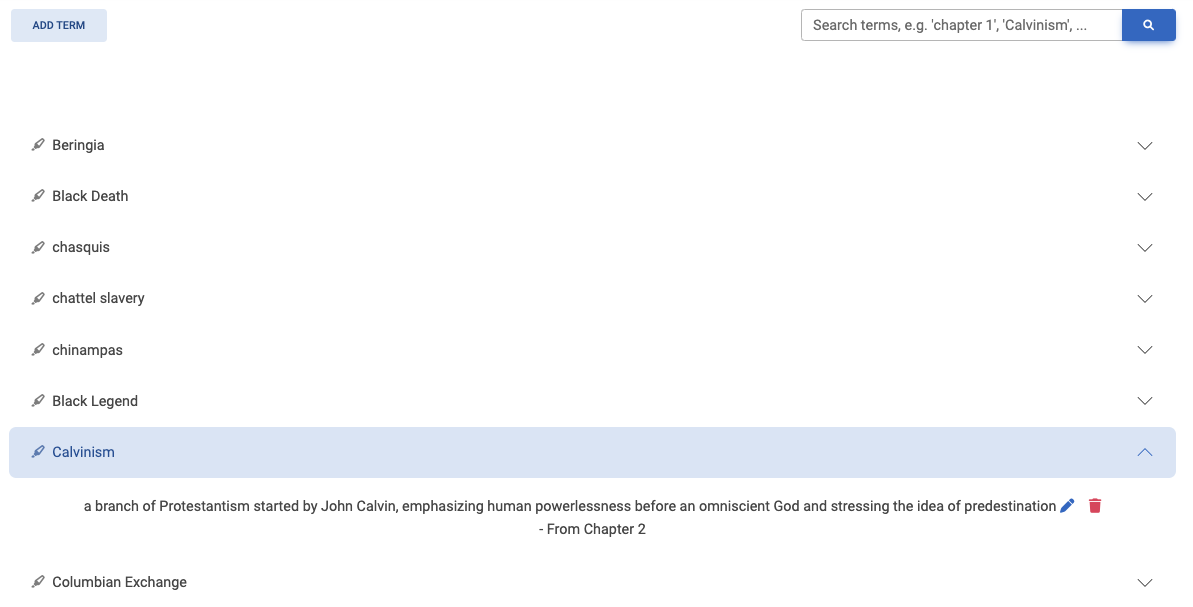 ADD TERM
Search terms, e.g. 'chapter 1', 'Calvinism', ...
Beringia
Black Death
chasquis
chattel slavery
chinampas
Black Legend
Calvinism
a branch of Protestantism started by John Calvin, emphasizing human powerlessness before an omniscient God and stressing the idea of predestination
- From Chapter 2
Columbian Exchange